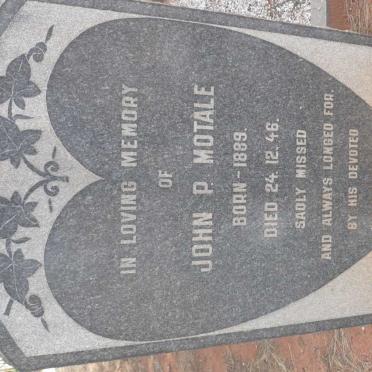 IN LOVING MEMORY
OF
JOHN P. MOTALE
BORN - 1889.
DIED 24. 12. 46.
SADLY MISSED
AND ALWAYS LONGED FOR.
BY HIS DEVOTED